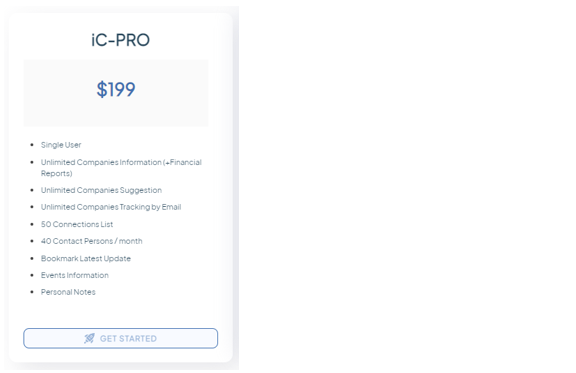 iC-PRO
$199
Single User
Unlimited Companies Information (+Financial
Reports)
Unlimited Companies Suggestion
Unlimited Companies Tracking by Email
50 Connections List
40 Contact Persons / month
Bookmark Latest Update
Events Information
Personal Notes
GET STARTED